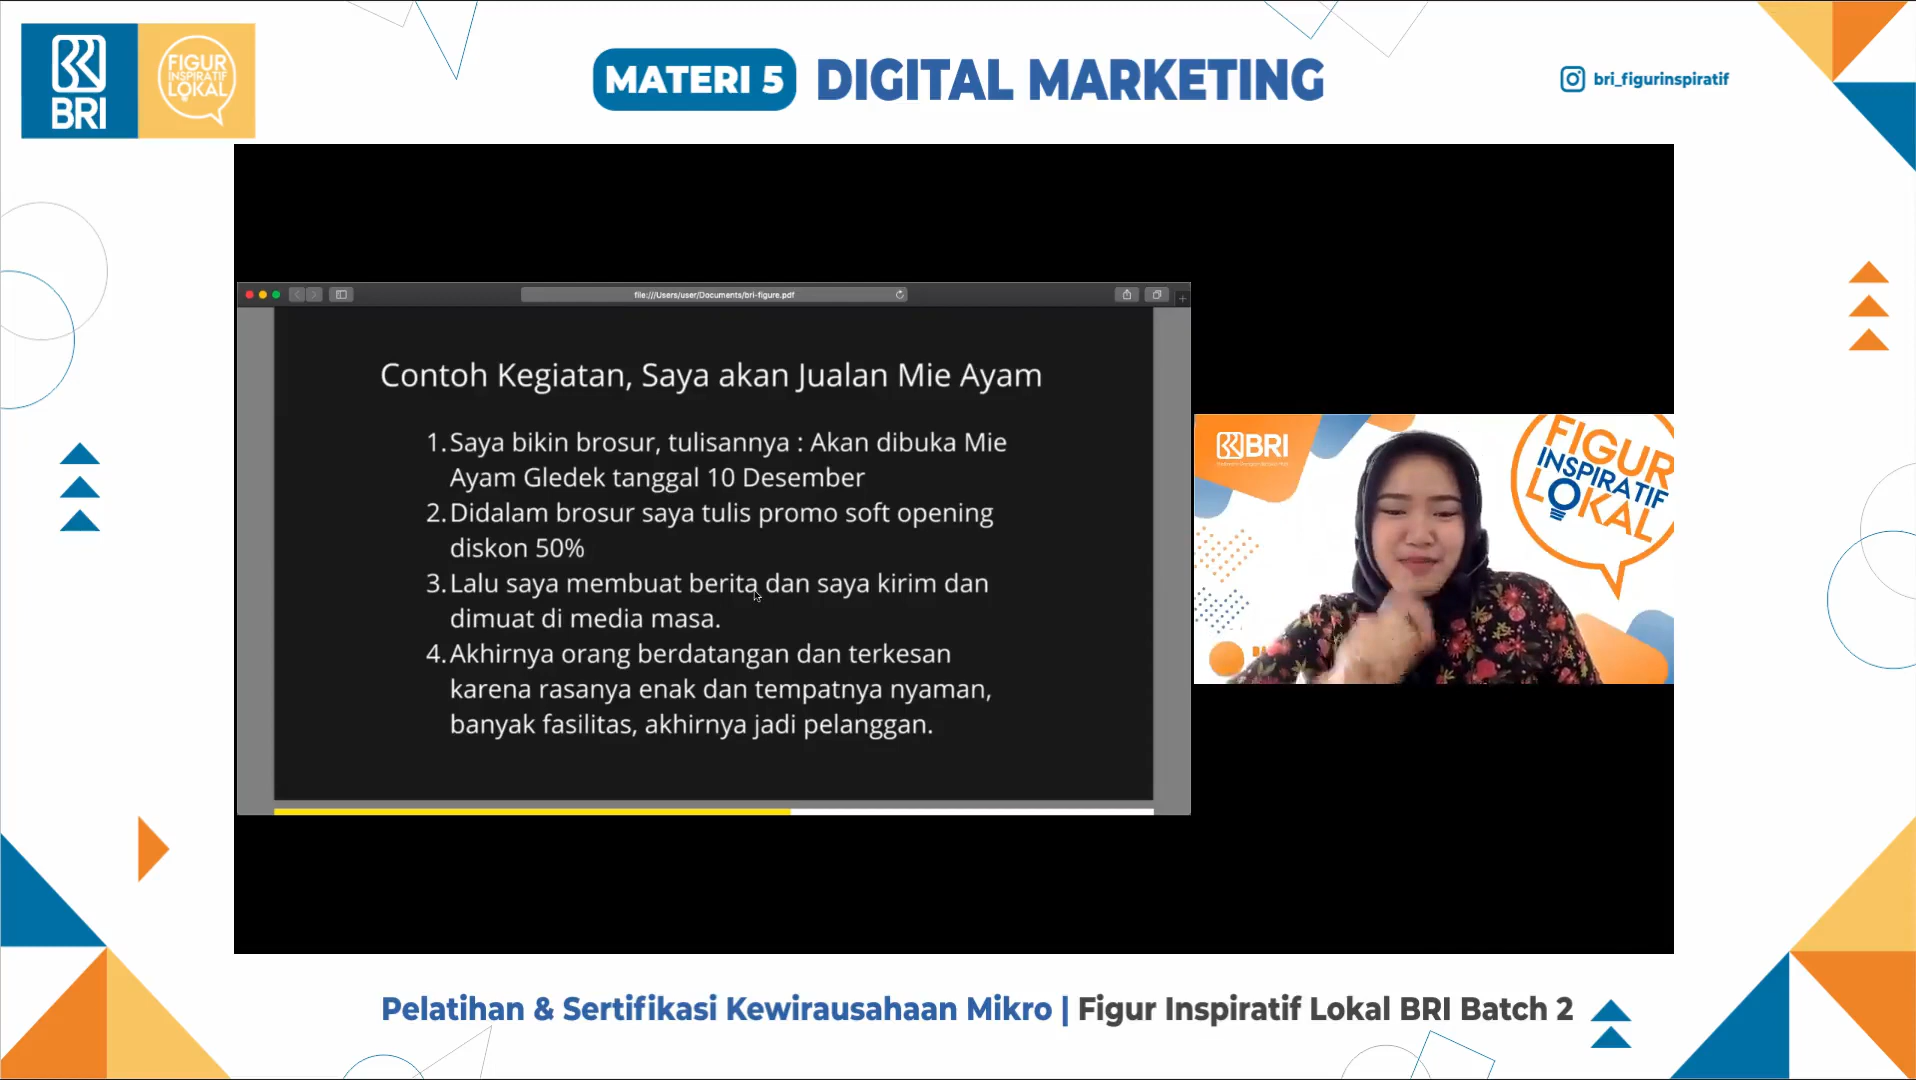 BRI
FIGUR
INSPIRATIF
LOKAL
MATERI 5 DIGITAL MARKETING
bri_figurinspiratif
file:///Users/user/Documents/bri-figure.pdf
Contoh Kegiatan, Saya akan Jualan Mie Ayam
1. Saya bikin brosur, tulisannya : Akan dibuka Mie
Ayam Gledek tanggal 10 Desember
2. Didalam brosur saya tulis promo soft opening
diskon 50%
3. Lalu saya membuat berita dan saya kirim dan
dimuat di media masa.
4. Akhirnya orang berdatangan dan terkesan
karena rasanya enak dan tempatnya nyaman,
banyak fasilitas, akhirnya jadi pelanggan.
BRI
FIGUR
INSPIRATIF
LOKAL
Pelatihan & Sertifikasi Kewirausahaan Mikro | Figur Inspiratif Lokal BRI Batch 2